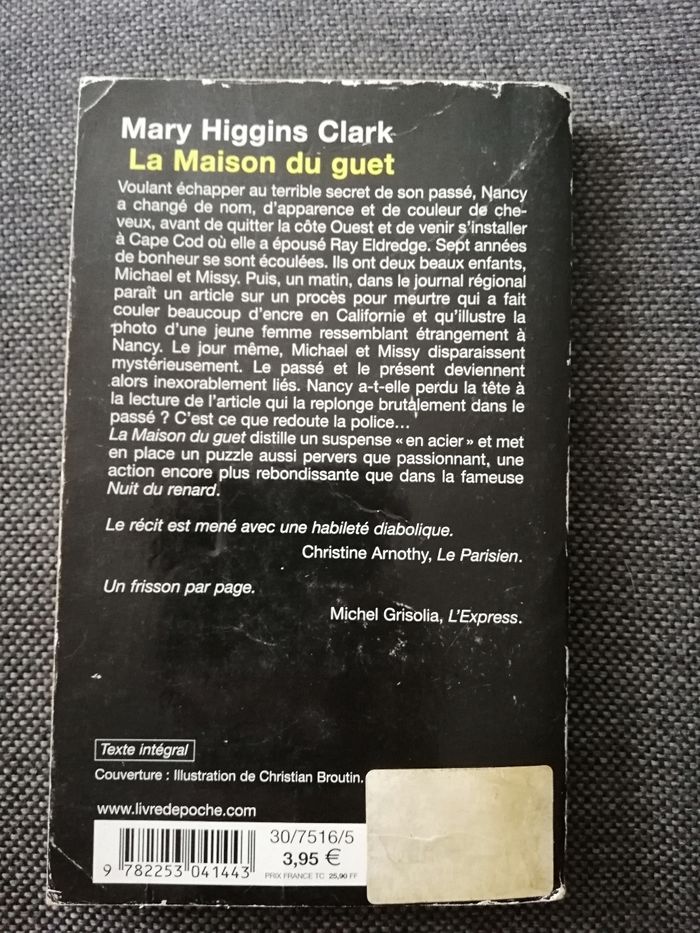 Mary Higgins Clark
La Maison du guet
Voulant échapper au terrible secret de son passé, Nancy
a changé de nom, d'apparence et de couleur de che-
veux, avant de quitter la côte Ouest et de venir s'installer
à Cape Cod où elle a épousé Ray Eldredge. Sept années
de bonheur se sont écoulées. Ils ont deux beaux enfants,
Michael et Missy. Puis, un matin, dans le journal régional
paraît un article sur un procès pour meurtre qui a fait
couler beaucoup d'encre en Californie et qu'illustre la
photo d'une jeune femme ressemblant étrangement à
Nancy. Le jour même, Michael et Missy disparaissent
mystérieusement. Le passé et le présent deviennent
alors inexorablement liés. Nancy a-t-elle perdu la tête à
la lecture de l'article qui la replonge brutalement dans le
passé ? C'est ce que redoute la police...
La Maison du guet distille un suspense « en acier » et met
en place un puzzle aussi pervers que passionnant, une
action encore plus rebondissante que dans la fameuse
Nuit du renard.
Le récit est mené avec une habileté diabolique.
Christine Arnothy, Le Parisien.
Un frisson par page.
Michel Grisolia, L'Express.
Texte intégral
Couverture : Illustration de Christian Broutin.
www.livredepoche.com
30/7516/5
3,95 €
PRIX FRANCE TC 25,90 FF
9 782253 041443